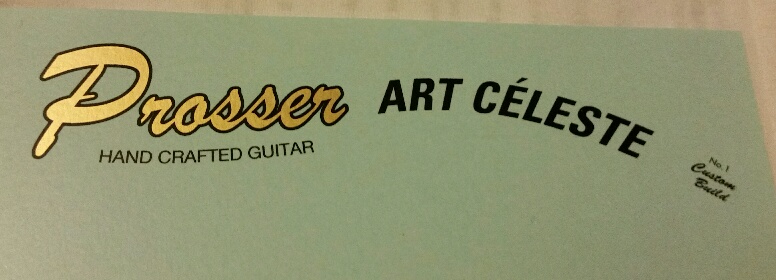 Prosser
HAND CRAFTED GUITAR
ART CÉLESTE
No. 1
Custom
Build